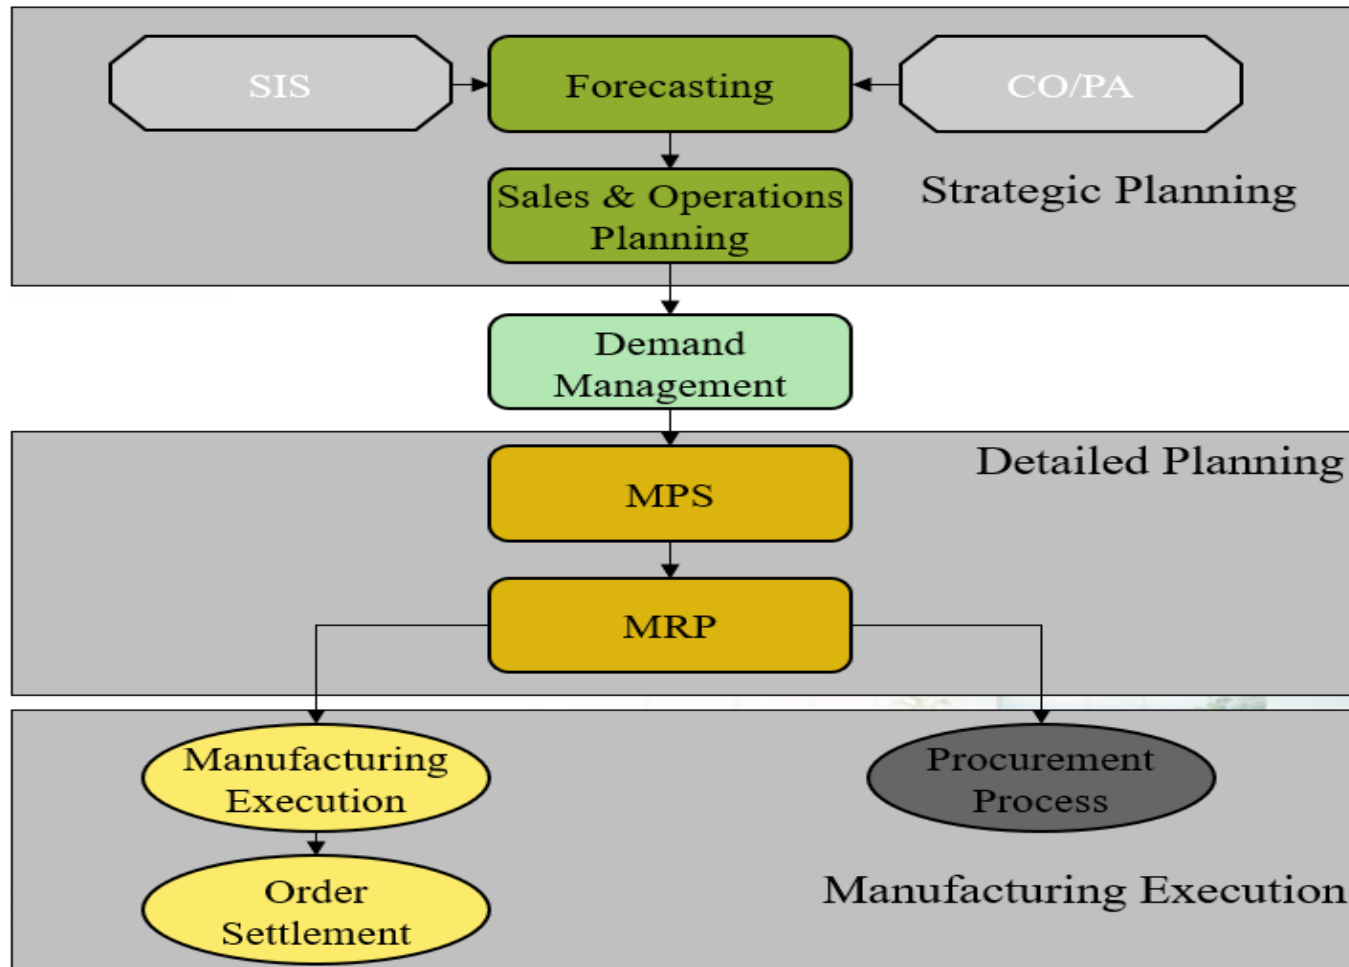 SIS
Forecasting
CO/PA
Sales & Operations
Planning
Strategic Planning
Demand
Management
Detailed Planning
MPS
MRP
Manufacturing
Execution
Procurement
Process
Order
Settlement
Manufacturing Execution